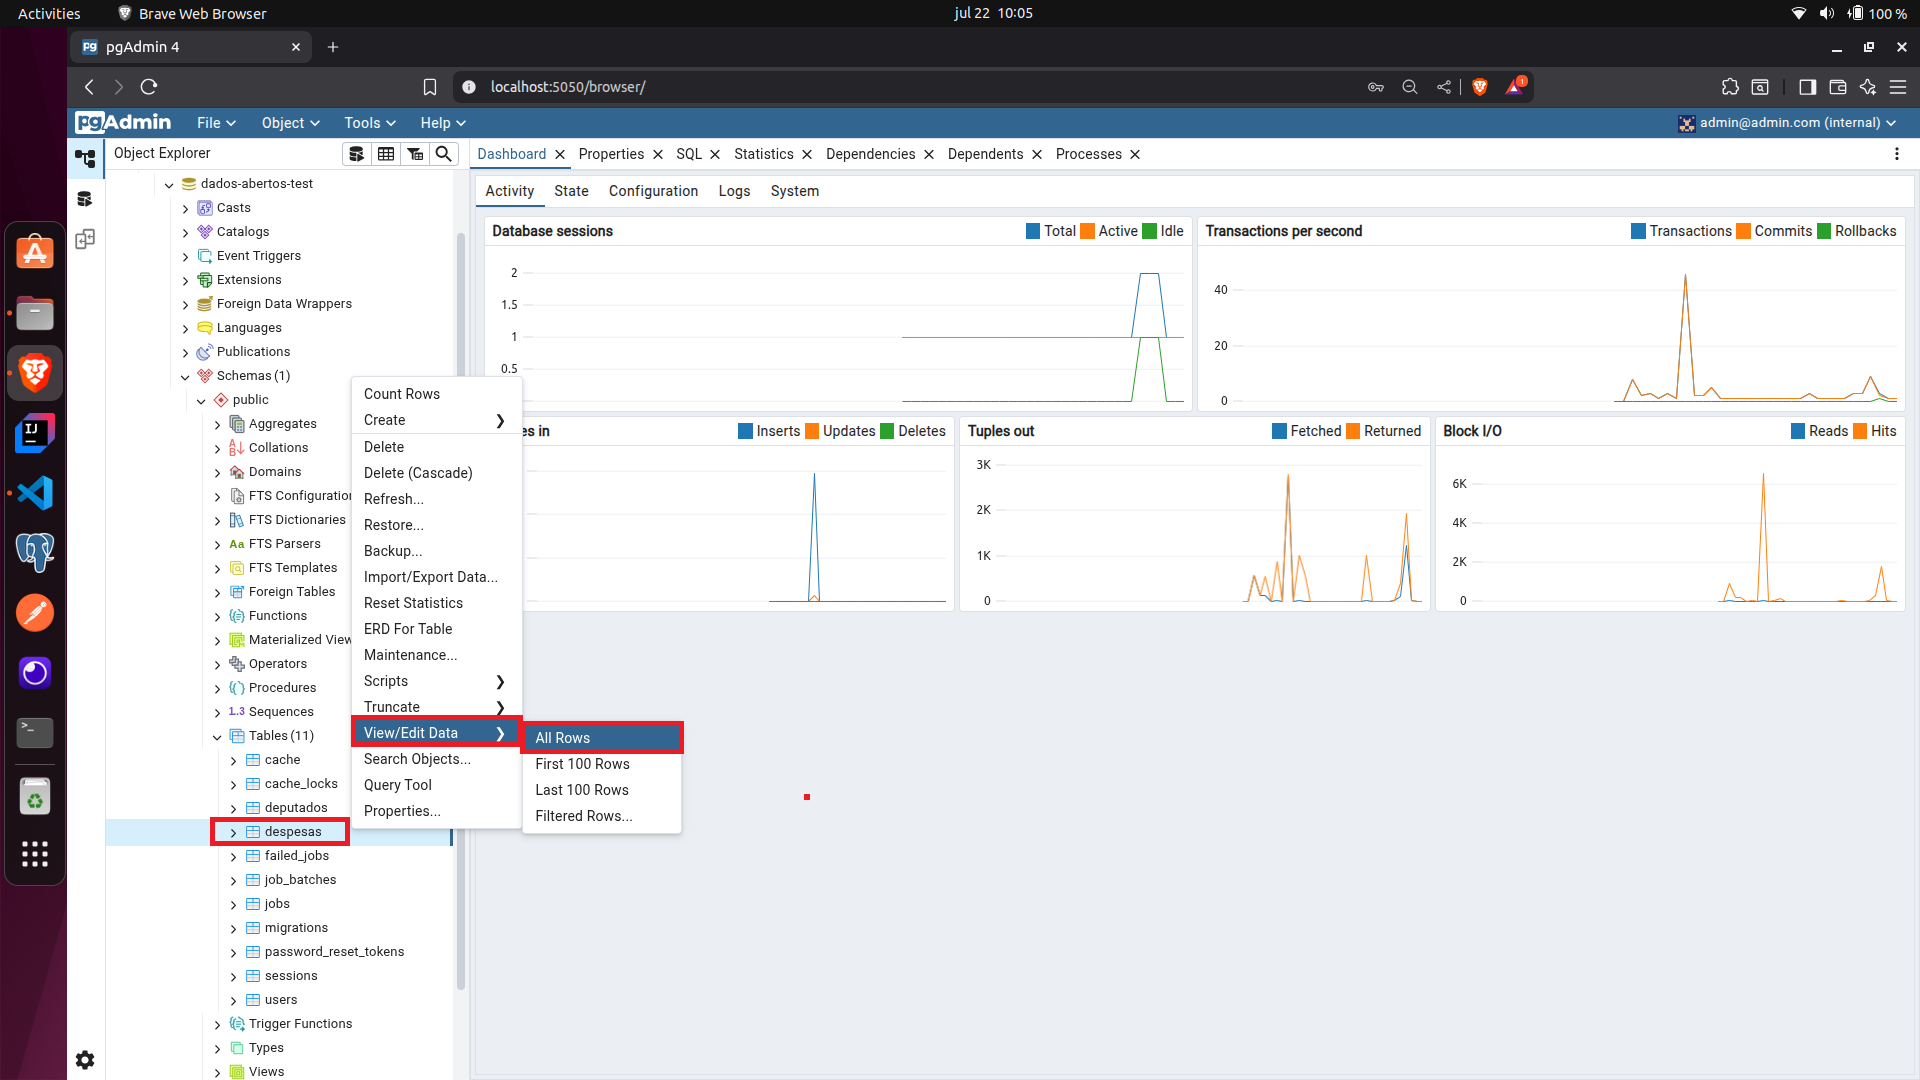 Activities
Brave Web Browser
jul 22 10:05
100 %
pgAdmin 4
localhost:5050/browser/
1
pgAdmin
File
Object
Tools
Help
admin@admin.com (internal)
Object Explorer
Dashboard
Properties
SQL
Statistics
Dependencies
Dependents
Processes
Activity
State
Configuration
Logs
System
dados-abertos-test
Casts
Catalogs
Event Triggers
Extensions
Foreign Data Wrappers
Languages
Publications
Schemas (1)
public
Aggregates
Collations
Domains
FTS Configuration
FTS Dictionaries
Aa FTS Parsers
FTS Templates
Foreign Tables
Functions
Materialized View
Operators
Procedures
1..3 Sequences
Tables (11)
cache
cache_locks
deputados
despesas
failed_jobs
job_batches
jobs
migrations
password_reset_tokens
sessions
users
Trigger Functions
Types
Views
Count Rows
Create
Delete
Delete (Cascade)
Refresh...
Restore...
Backup...
Import/Export Data...
Reset Statistics
ERD For Table
Maintenance...
Scripts
Truncate
View/Edit Data
Search Objects...
Query Tool
Properties...
All Rows
First 100 Rows
Last 100 Rows
Filtered Rows...
Database sessions
Total Active Idle
2
1.5
1
0.5
Transactions per second
Transactions Commits Rollbacks
40
20
0
es in
Inserts Updates Deletes
Tuples out
Fetched Returned
3K
2K
1K
0
Block I/O
Reads Hits
6K
4K
2K
0